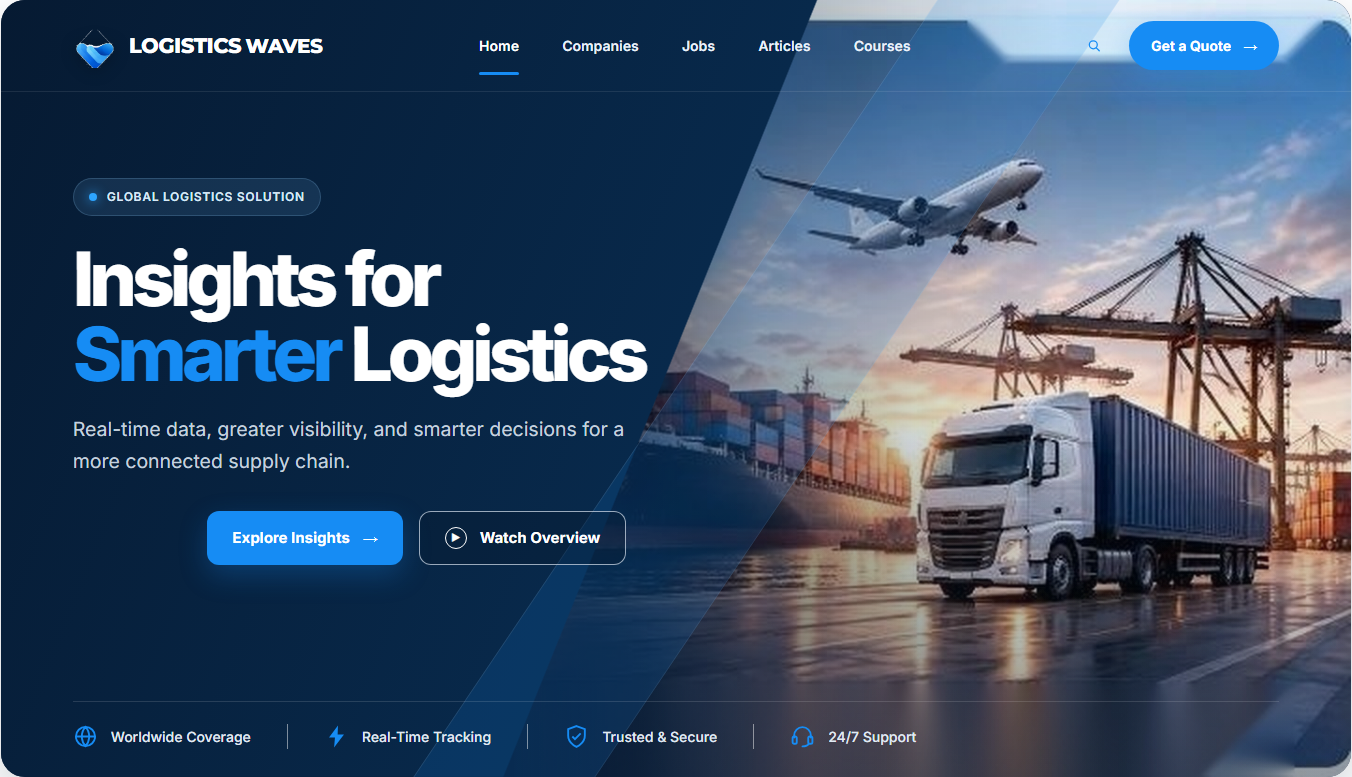 LOGISTICS WAVES
Home
Companies
Jobs
Articles
Courses
Get a Quote →
GLOBAL LOGISTICS SOLUTION
Insights for
Smarter Logistics
Real-time data, greater visibility, and smarter decisions for a
more connected supply chain.
Explore Insights →
Watch Overview
Worldwide Coverage
Real-Time Tracking
Trusted & Secure
24/7 Support